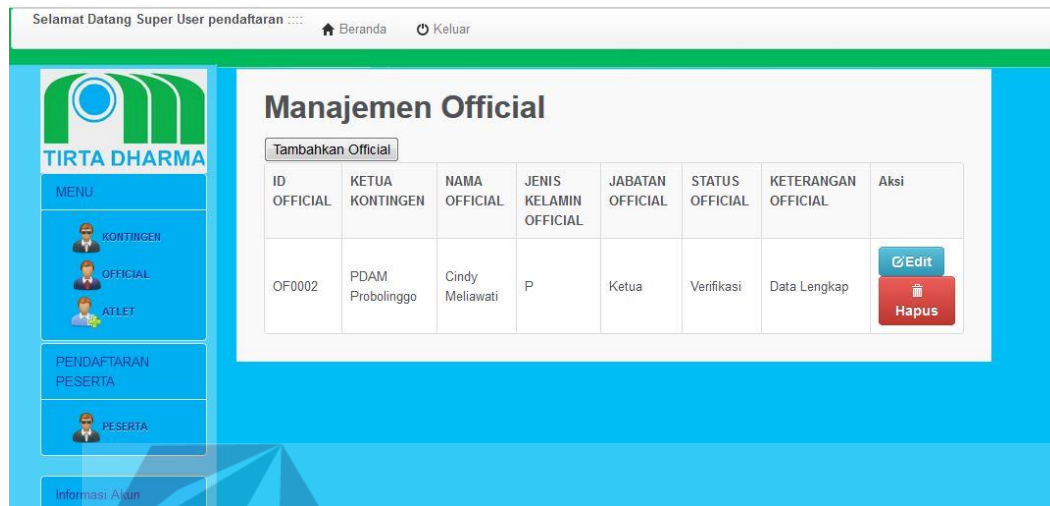 Selamat Datang Super User pendaftaran ::::
Beranda
Keluar
TIRTA DHARMA
MENU
KONTINGEN
OFFICIAL
ATLET
PENDAFTARAN
PESERTA
PESERTA
Informasi Akun
Manajemen Official
Tambahkan Official
ID OFFICIAL
KETUA KONTINGEN
NAMA OFFICIAL
JENIS KELAMIN OFFICIAL
JABATAN OFFICIAL
STATUS OFFICIAL
KETERANGAN OFFICIAL
Aksi
OF0002
PDAM Probolinggo
Cindy Meliawati
P
Ketua
Verifikasi
Data Lengkap
Edit
Hapus